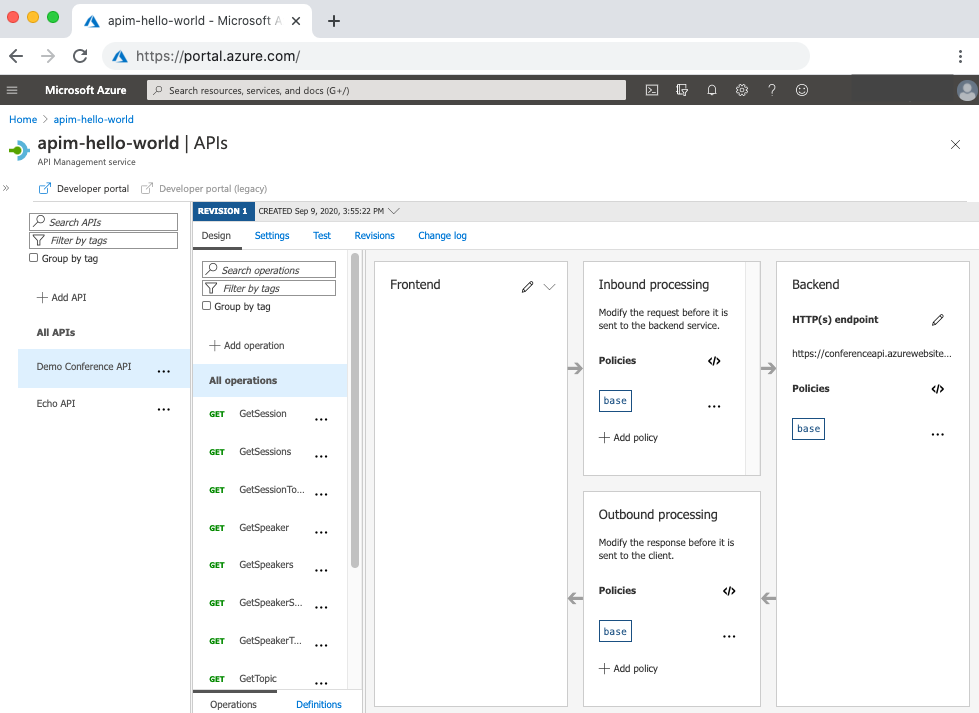 apim-hello-world - Microsoft A
https://portal.azure.com/
Microsoft Azure
Search resources, services, and docs (G+/)
Home > apim-hello-world
apim-hello-world | APIs
API Management service
Developer portal
Developer portal (legacy)
Search APIs
Filter by tags
Group by tag
Add API
All APIs
Demo Conference API
Echo API
REVISION 1
CREATED Sep 9, 2020, 3:55:22 PM
Design
Settings
Test
Revisions
Change log
Search operations
Filter by tags
Group by tag
Add operation
All operations
GET GetSession
GET GetSessions
GET GetSessionTo...
GET GetSpeaker
GET GetSpeakers
GET GetSpeakerS...
GET GetSpeakerT...
GET GetTopic
Operations
Definitions
Frontend
Inbound processing
Modify the request before it is
sent to the backend service.
Policies
base
Add policy
Outbound processing
Modify the response before it is
sent to the client.
Policies
base
Add policy
Backend
HTTP(s) endpoint
https://conferenceapi.azurewebsite...
Policies
base